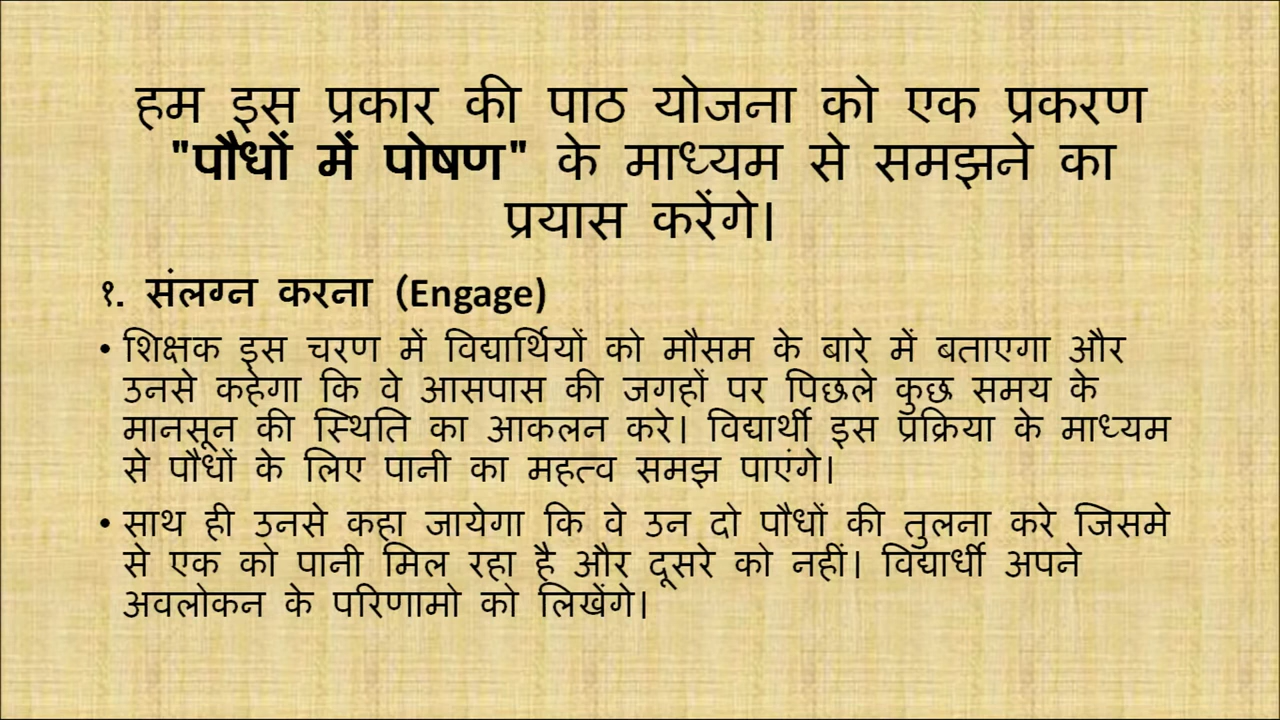 हम इस प्रकार की पाठ योजना को एक प्रकरण
"पौधों में पोषण" के माध्यम से समझने का
प्रयास करेंगे।
१. संलग्न करना (Engage)
• शिक्षक इस चरण में विद्यार्थियों को मौसम के बारे में बताएगा और
उनसे कहेगा कि वे आसपास की जगहों पर पिछले कुछ समय के
मानसून की स्थिति का आकलन करे। विद्यार्थी इस प्रक्रिया के माध्यम
से पौधों के लिए पानी का महत्व समझ पाएंगे।
• साथ ही उनसे कहा जायेगा कि वे उन दो पौधों की तुलना करे जिसमे
से एक को पानी मिल रहा है और दूसरे को नहीं। विद्यार्धी अपने
अवलोकन के परिणामो को लिखेंगे।